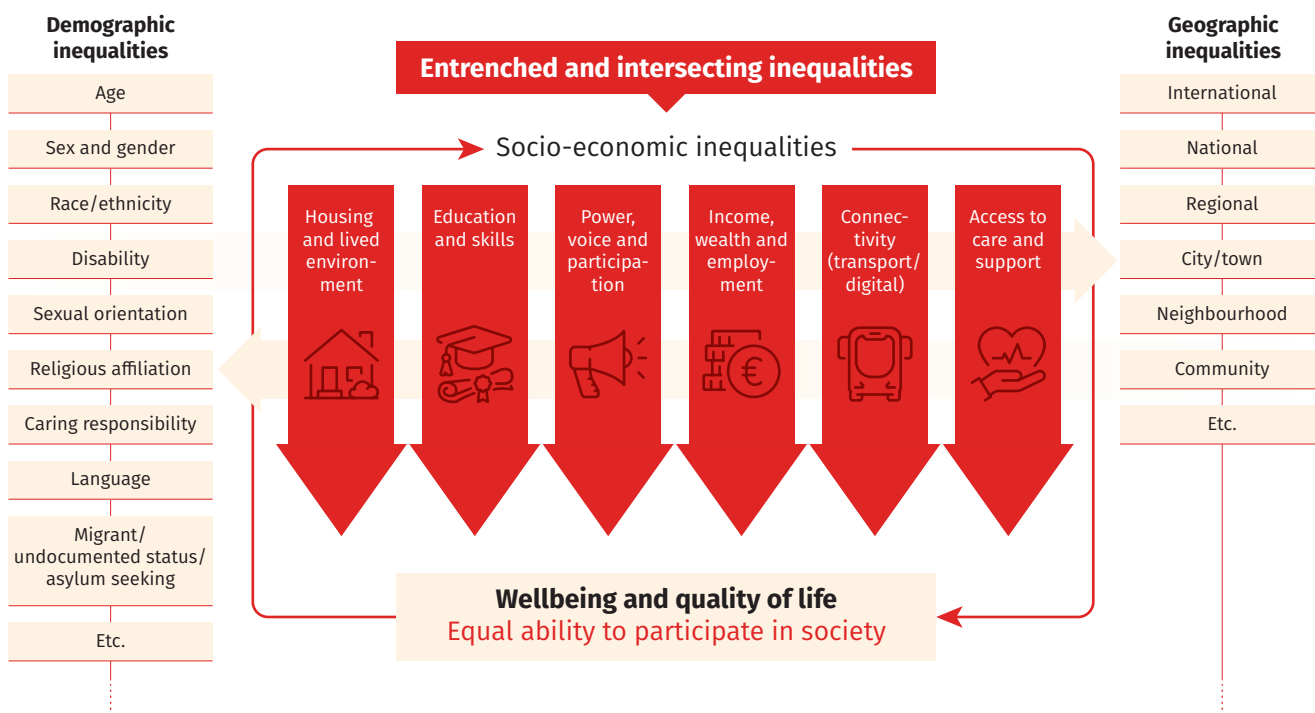 Demographic
inequalities
Age
Sex and gender
Race/ethnicity
Disability
Sexual orientation
Religious affiliation
Caring responsibility
Language
Migrant/
undocumented status/
asylum seeking
Etc.
Entrenched and intersecting inequalities
Socio-economic inequalities
Housing
and lived
environ-
ment
Education
and skills
Power,
voice and
participa-
tion
Income,
wealth and
employ-
ment
€
Connec-
tivity
(transport/
digital)
Access to
care and
support
Wellbeing and quality of life
Equal ability to participate in society
Geographic
inequalities
International
National
Regional
City/town
Neighbourhood
Community
Etc.